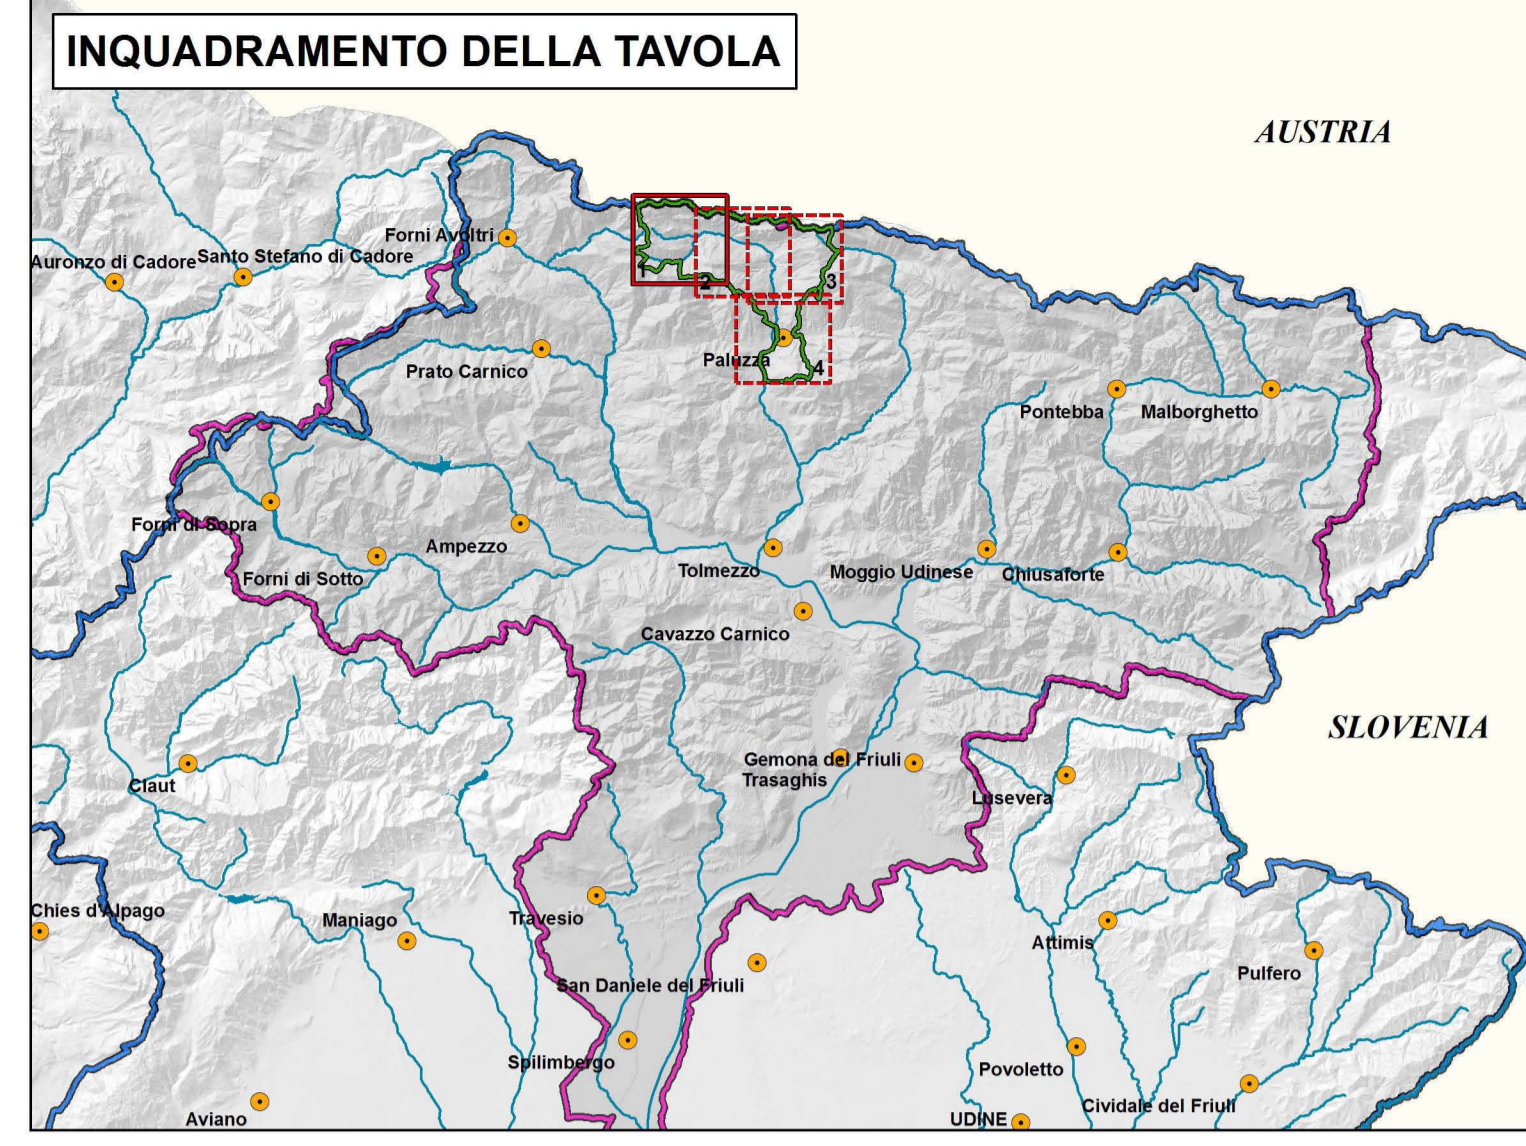 INQUADRAMENTO DELLA TAVOLA
AUSTRIA
Forni Avoltri
Auronzo di Cadore
Santo Stefano di Cadore
1
2
3
Paluzza
4
Prato Carnico
Pontebba
Malborghetto
Forni di Sopra
Ampezzo
Forni di Sotto
Tolmezzo
Moggio Udinese
Chiusaforte
Cavazzo Carnico
SLOVENIA
Gemona del Friuli
Trasaghis
Claut
Lusevera
Chies d'Alpago
Maniago
Travesio
Attimis
Pulfero
San Daniele del Friuli
Spilimbergo
Povoletto
Cividale del Friuli
Aviano
UDINE